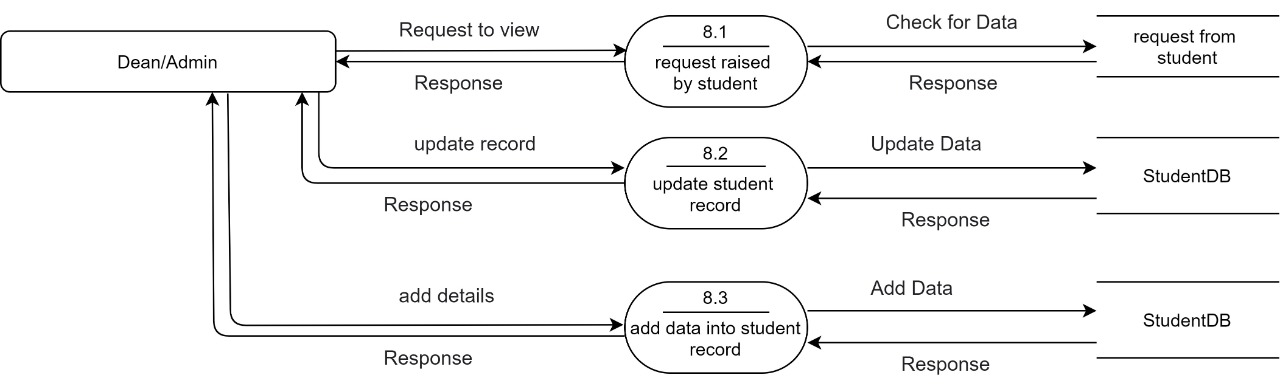 Dean/Admin
Request to view
Response
8.1
request raised
by student
Check for Data
Response
request from
student
update record
Response
8.2
update student
record
Update Data
Response
StudentDB
add details
Response
8.3
add data into student
record
Add Data
Response
StudentDB